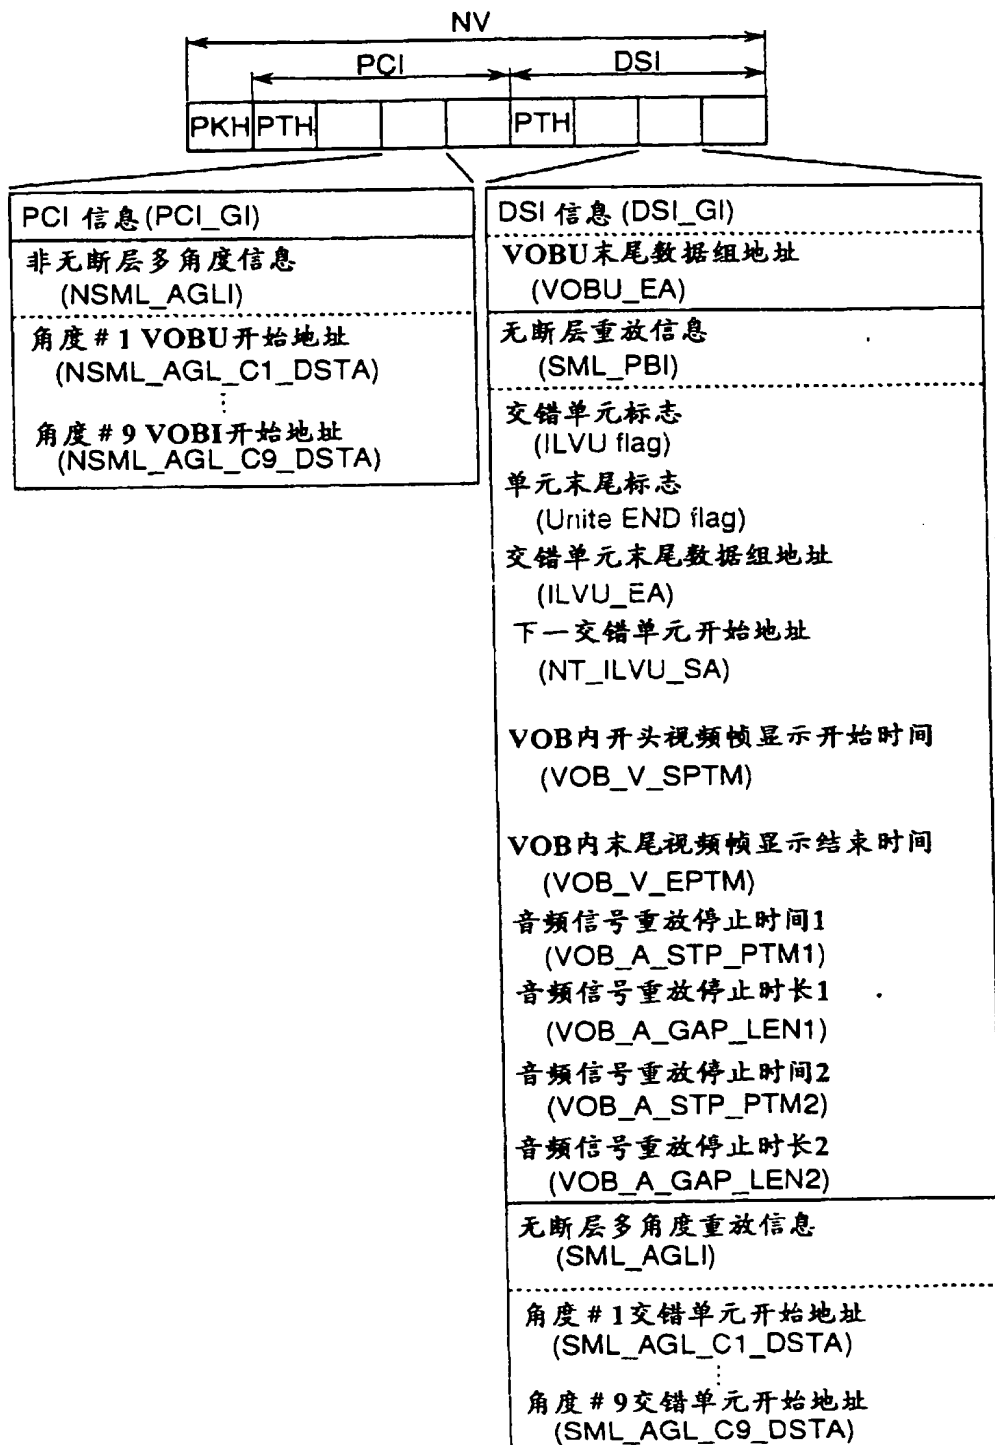 NV
PCI
DSI
PKH PTH PTH
PCI 信息(PCI_GI)
非无断层多角度信息
(NSML_AGLI)
角度#1 VOBU开始地址
(NSML_AGL_C1_DSTA)
角度#9 VOBI开始地址
(NSML_AGL_C9_DSTA)
DSI 信息(DSI_GI)
VOBU末尾数据组地址
(VOBU_EA)
无断层重放信息
(SML_PBI)
交错单元标志
(ILVU flag)
单元末尾标志
(Unite END flag)
交错单元末尾数据组地址
(ILVU_EA)
下一交错单元开始地址
(NT_ILVU_SA)
VOB内开头视频帧显示开始时间
(VOB_V_SPTM)
VOB内末尾视频帧显示结束时间
(VOB_V_EPTM)
音频信号重放停止时间1
(VOB_A_STP_PTM1)
音频信号重放停止时长1
(VOB_A_GAP_LEN1)
音频信号重放停止时间2
(VOB_A_STP_PTM2)
音频信号重放停止时长2
(VOB_A_GAP_LEN2)
无断层多角度重放信息
(SML_AGLI)
角度#1交错单元开始地址
(SML_AGL_C1_DSTA)
角度#9交错单元开始地址
(SML_AGL_C9_DSTA)